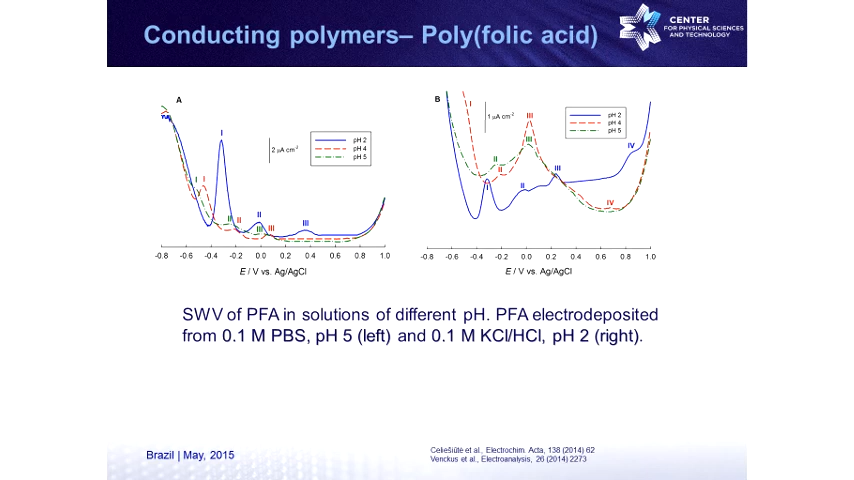 Conducting polymers– Poly(folic acid)
CENTER
FOR PHYSICAL SCIENCES
AND TECHNOLOGY
A
I
2 µA cm-2
pH 2
pH 4
pH 5
I
I
II
II
II
III
III
III
-0.8 -0.6 -0.4 -0.2 0.0 0.2 0.4 0.6 0.8 1.0
E / V vs. Ag/AgCl
B
I
1 µA cm-2
III
pH 2
pH 4
pH 5
III
IV
II
II
III
I
II
IV
-0.8 -0.6 -0.4 -0.2 0.0 0.2 0.4 0.6 0.8 1.0
E / V vs. Ag/AgCl
SWV of PFA in solutions of different pH. PFA electrodeposited
from 0.1 M PBS, pH 5 (left) and 0.1 M KCl/HCl, pH 2 (right).
Brazil | May, 2015
Celiešiūtė et al., Electrochim. Acta, 138 (2014) 62
Venckus et al., Electroanalysis, 26 (2014) 2273